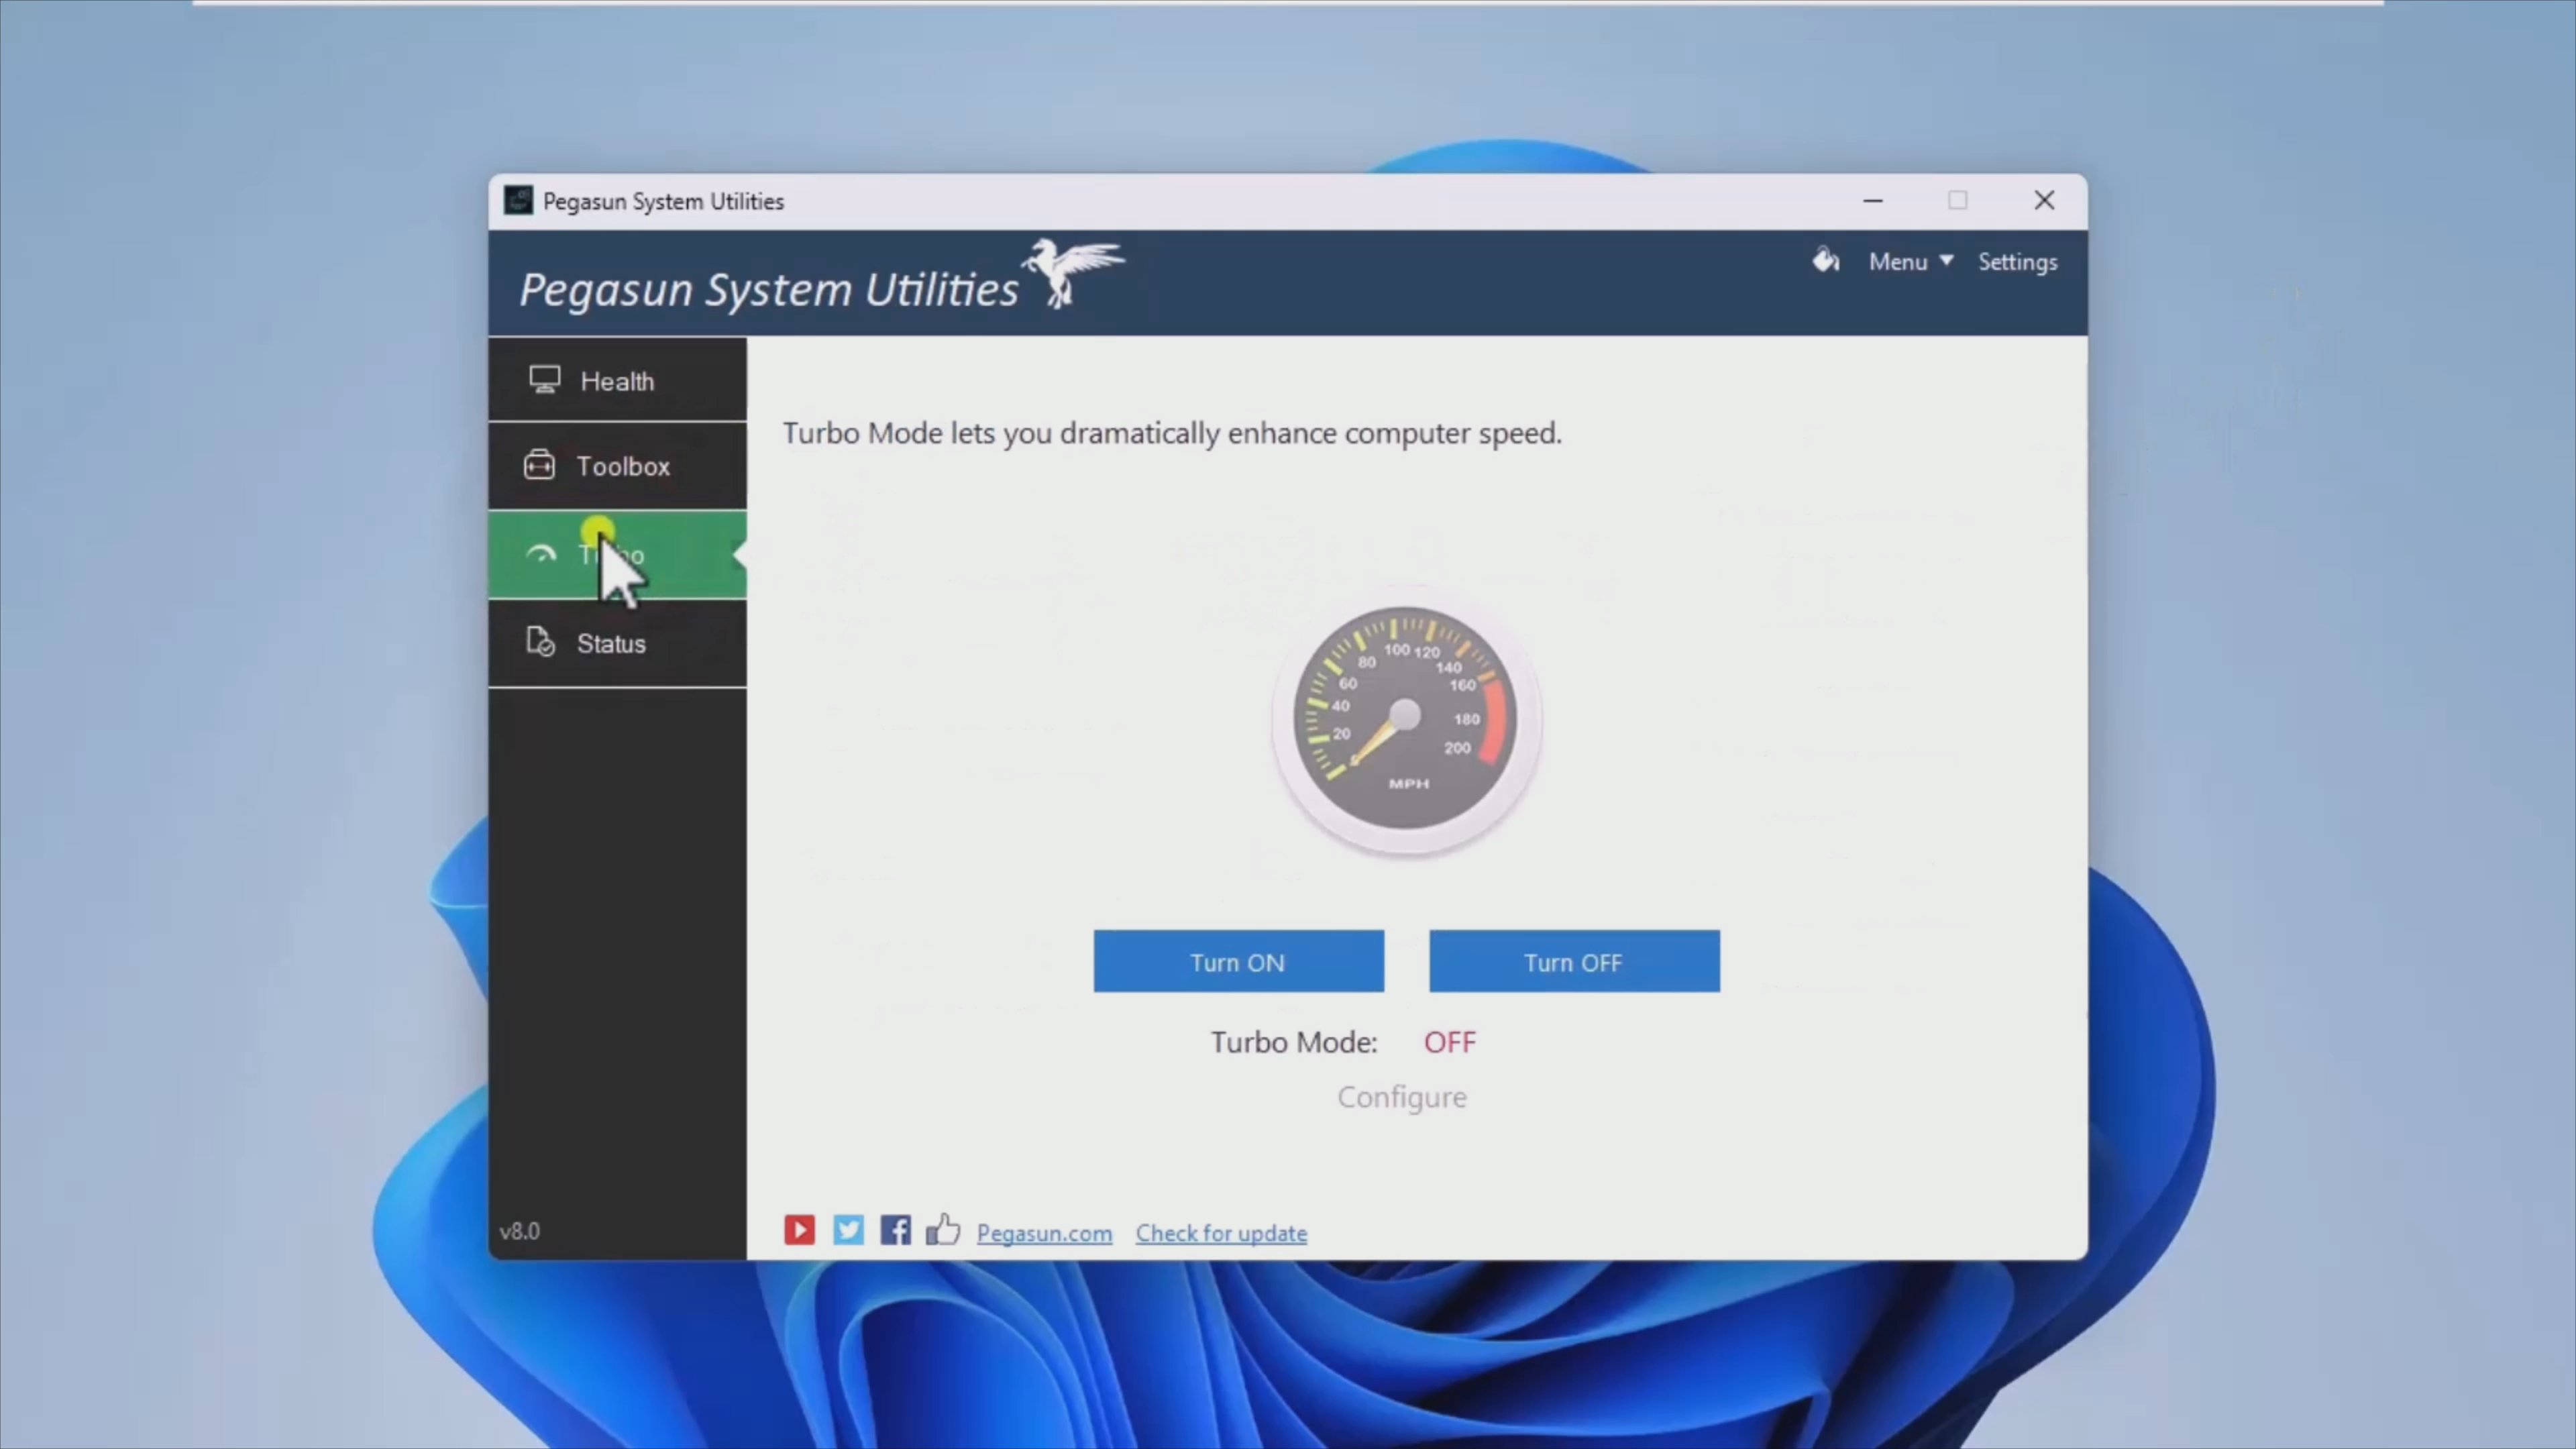 Pegasun System Utilities
Pegasun System Utilities
Menu
Settings
Health
Toolbox
Status
Turbo Mode lets you dramatically enhance computer speed.
20
40
60
80
100
120
140
160
180
200
MPH
Turn ON
Turn OFF
Turbo Mode: OFF
Configure
v8.0
Pegasun.com
Check for update